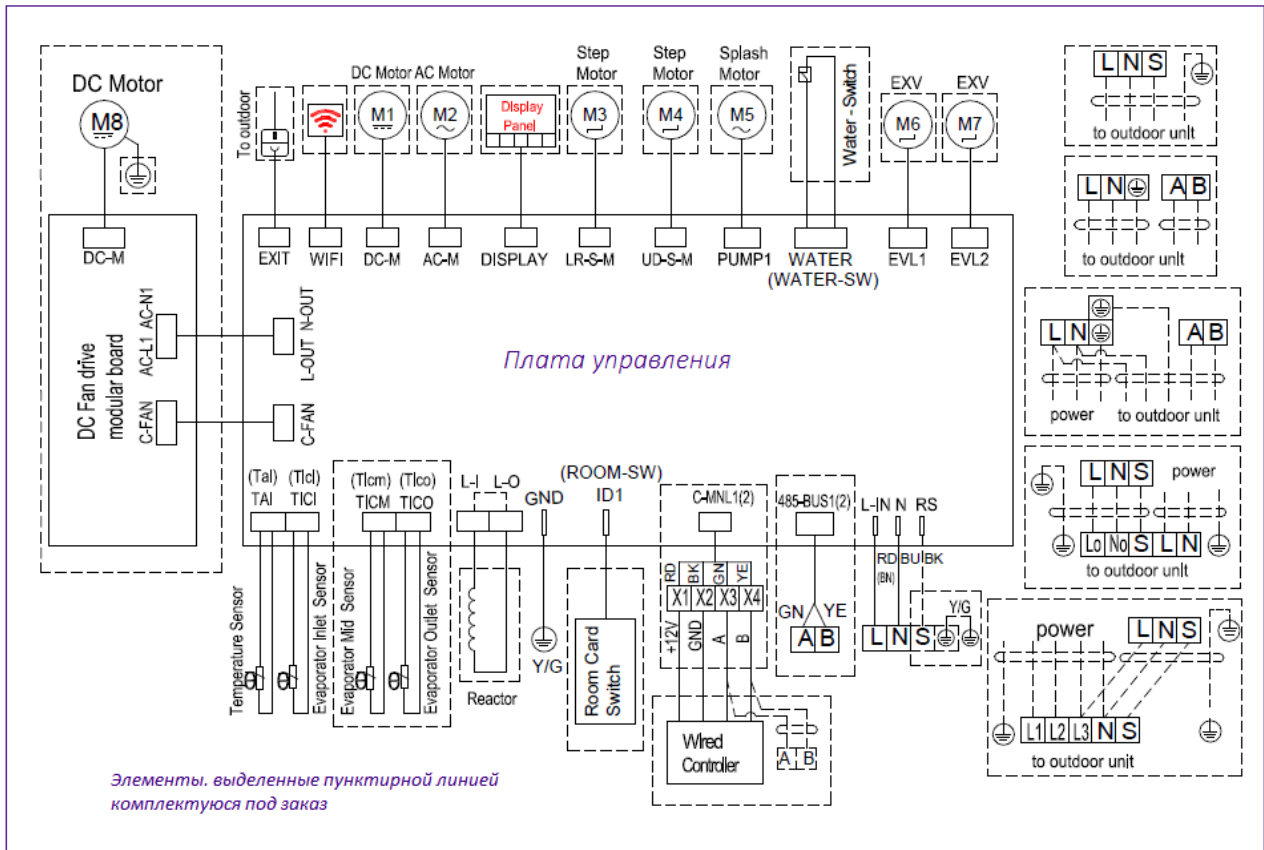 DC Motor
M8
DC-M
DC Fan drive
modular board
AC-L1 AC-N1
C-FAN
To outdoor
EXIT
WIFI
DC Motor
M1
DC-M
AC Motor
M2
AC-M
Display
Panel
DISPLAY
Step
Motor
M3
LR-S-M
Step
Motor
M4
UD-S-M
Splash
Motor
M5
PUMP1
Water - Switch
WATER
(WATER-SW)
EXV
M6
EVL1
EXV
M7
EVL2
L-OUT N-OUT
C-FAN
Плата управления
(TaI)
TAI
(TIcI)
TICI
(TIcm)
TICM
(TIco)
TICO
Temperature Sensor
Evaporator Inlet Sensor
Evaporator Mid Sensor
Evaporator Outlet Sensor
L-I L-O
Reactor
GND
Y/G
(ROOM-SW)
ID1
Room Card
Switch
C-MNL1(2)
RD BK GN YE
X1 X2 X3 X4
+12V GND A B
Wired
Controller
A B
485-BUS1(2)
GN YE
A B
L-IN N RS
RD BU BK
(BN)
L N S
Y/G
L N S
to outdoor unIt
L N
A B
to outdoor unIt
L N
A B
power
to outdoor unIt
L N S
power
Lo No S L N
to outdoor unIt
power
L N S
L1 L2 L3 N S
to outdoor unit
Элементы. выделенные пунктирной линией
комплектуюся под заказ